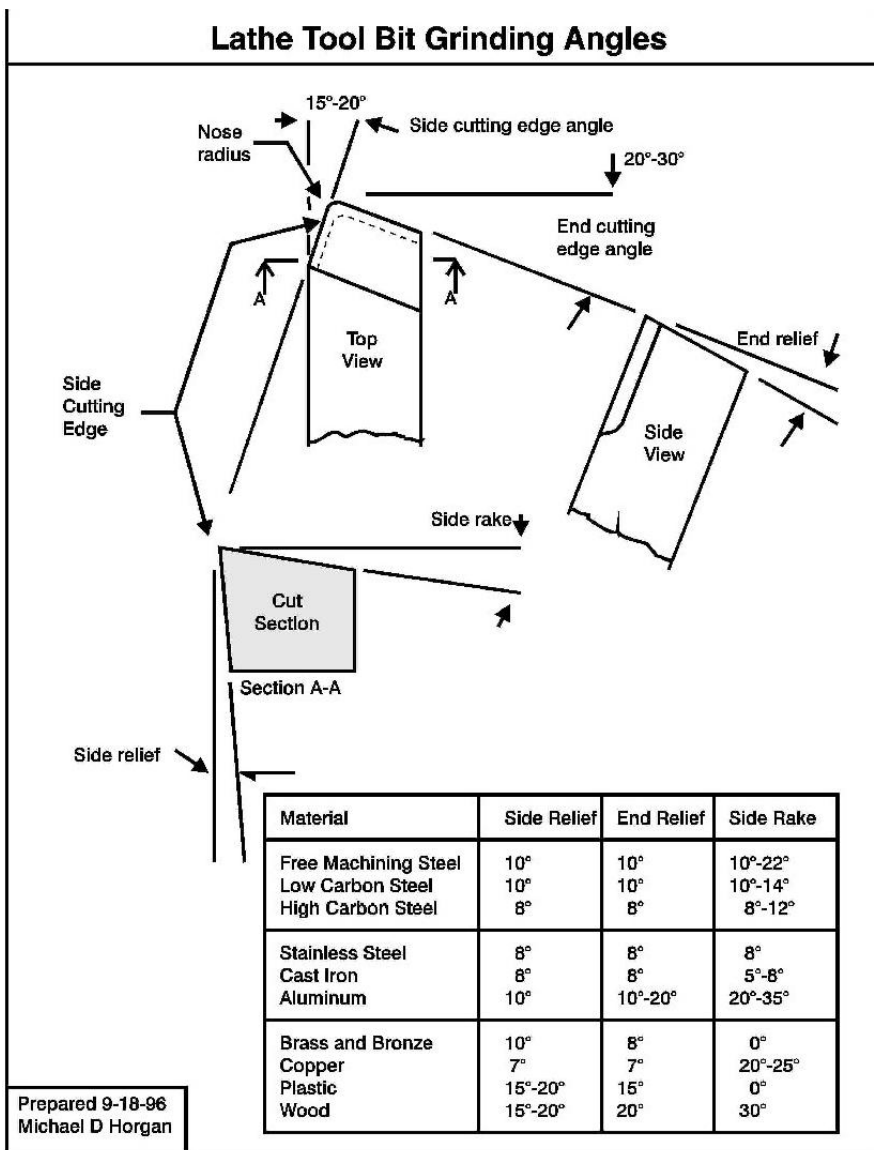 Lathe Tool Bit Grinding Angles
15°-20°
Nose
radius
Side cutting edge angle
20°-30°
End cutting
edge angle
A
A
Top
View
End relief
Side
Cutting
Edge
Side
View
Side rake
Cut
Section
Section A-A
Side relief
Material Side Relief End Relief Side Rake
Free Machining Steel 10° 10° 10°-22°
Low Carbon Steel 10° 10° 10°-14°
High Carbon Steel 8° 8° 8°-12°
Stainless Steel 8° 8° 8°
Cast Iron 8° 8° 5°-8°
Aluminum 10° 10°-20° 20°-35°
Brass and Bronze 10° 8° 0°
Copper 7° 7° 20°-25°
Plastic 15°-20° 15° 0°
Wood 15°-20° 20° 30°
Prepared 9-18-96
Michael D Horgan